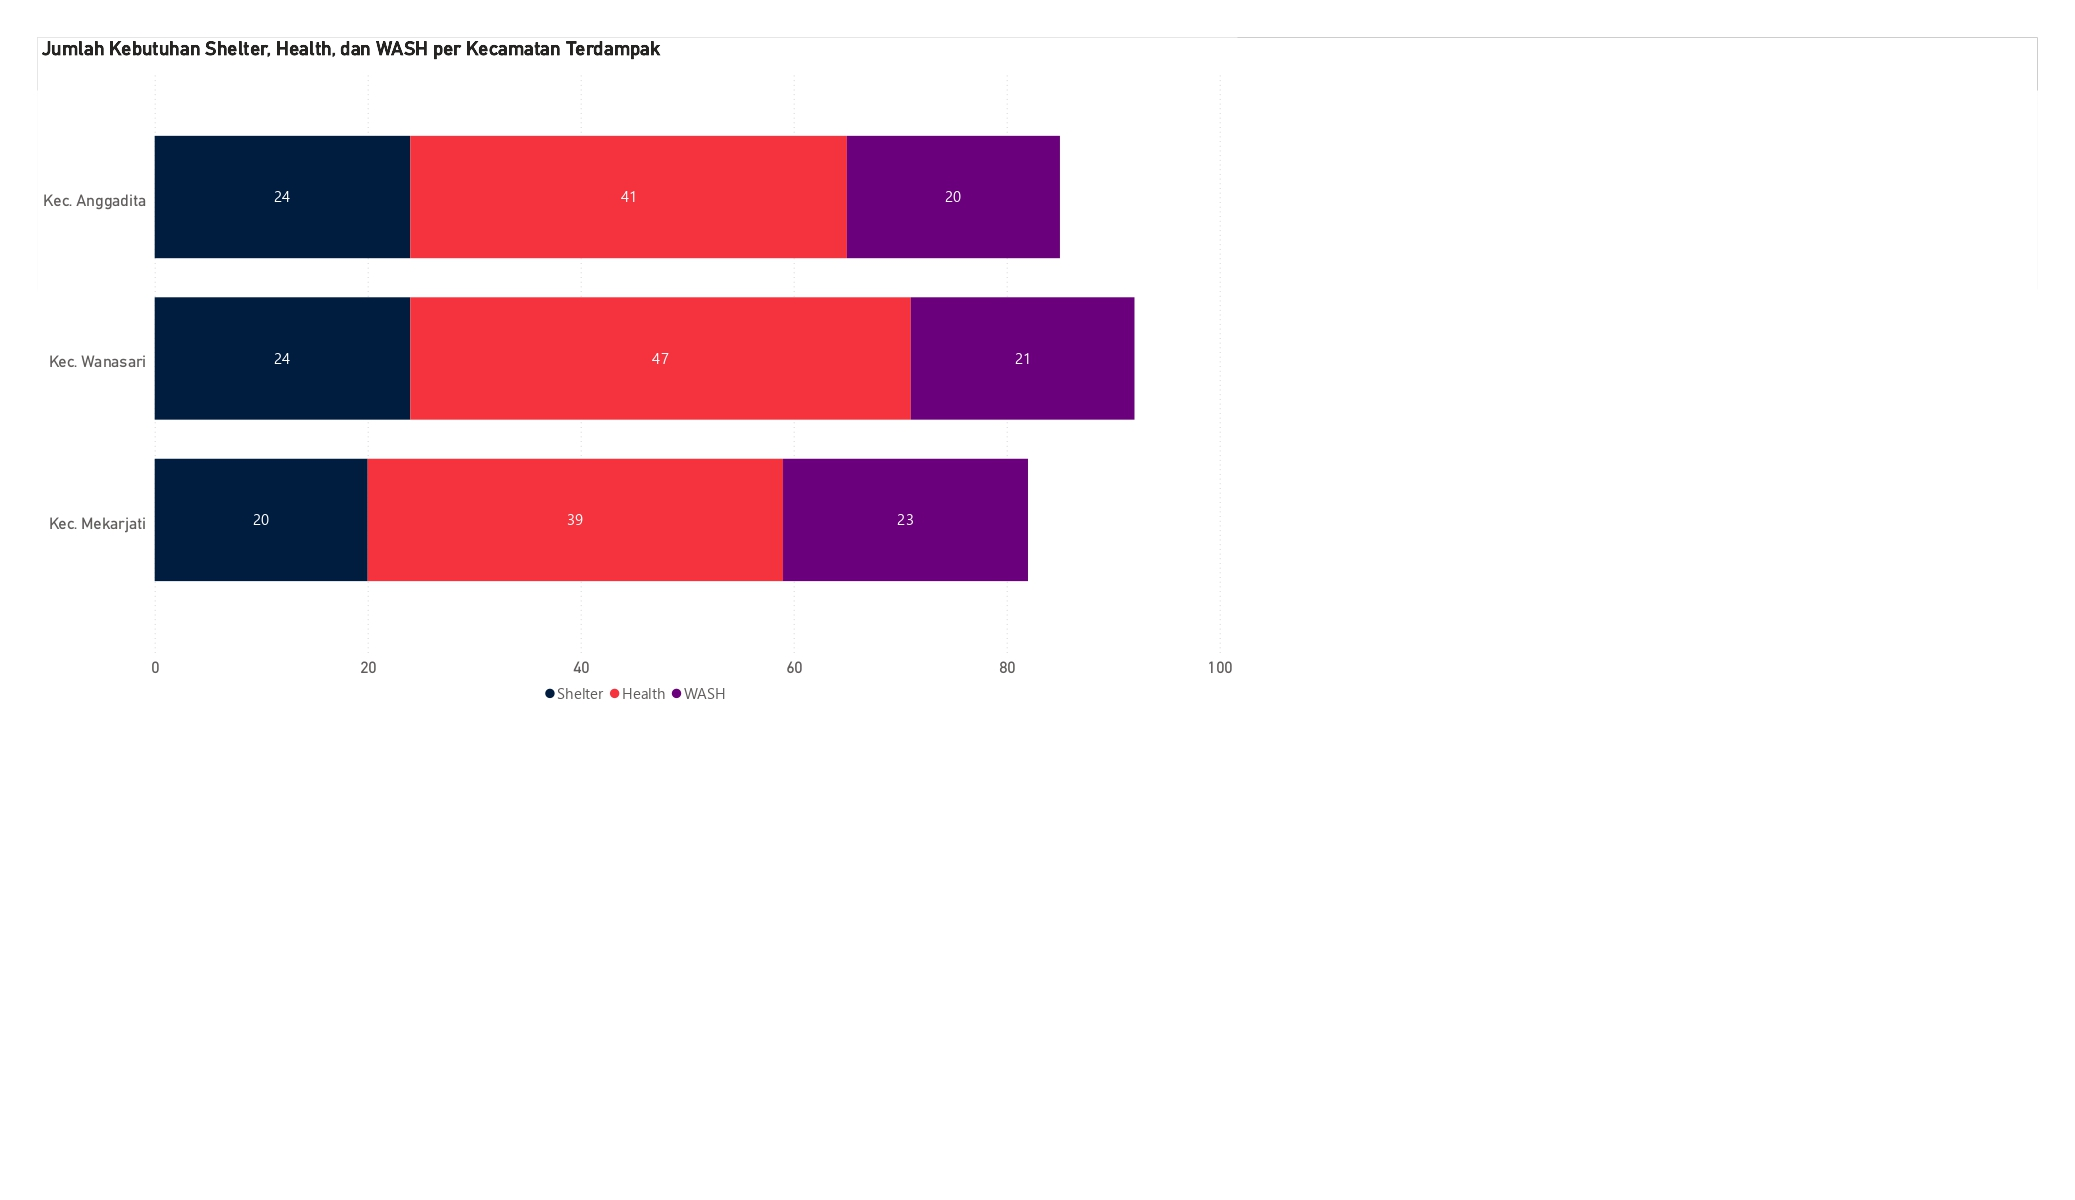 Jumlah Kebutuhan Shelter, Health, dan WASH per Kecamatan Terdampak
Kec. Anggadita 24 41 20
Kec. Wanasari 24 47 21
Kec. Mekarjati 20 39 23
0 20 40 60 80 100
Shelter Health WASH